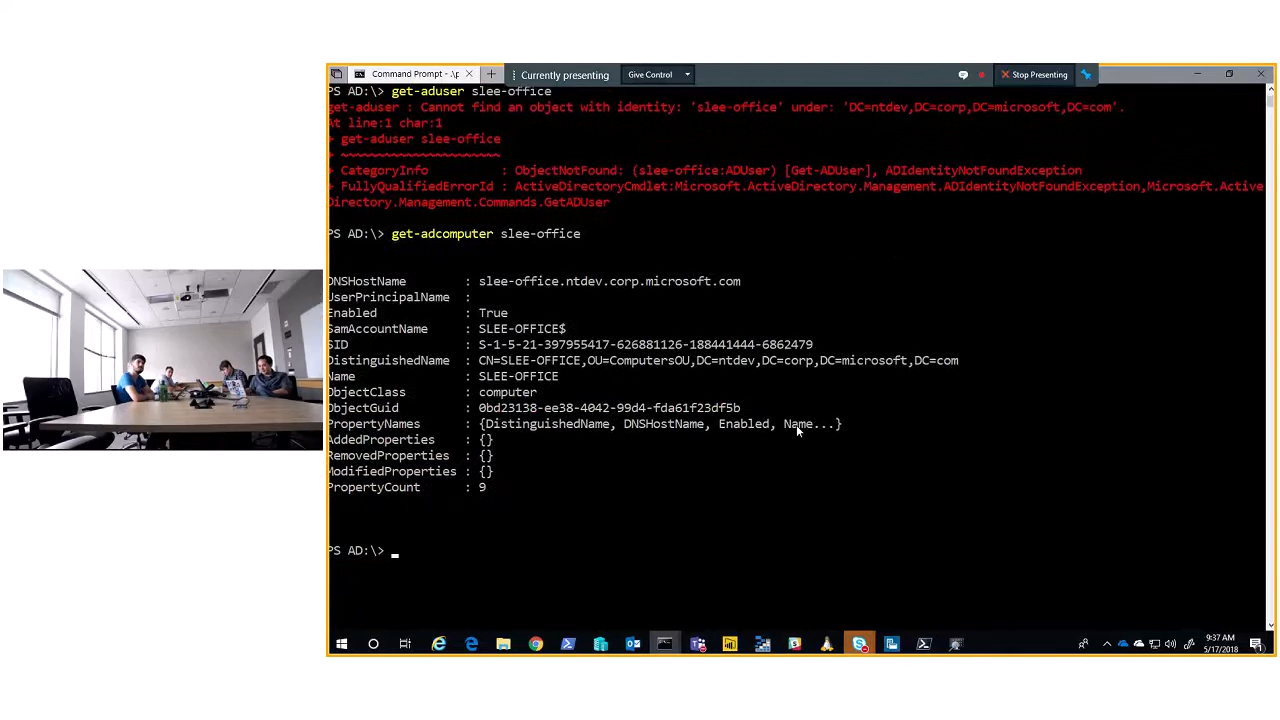 Command Prompt - .\p
Currently presenting
Give Control
Stop Presenting
PS AD:\> get-aduser slee-office
get-aduser : Cannot find an object with identity: 'slee-office' under: 'DC=ntdev,DC=corp,DC=microsoft,DC=com'.
At line:1 char:1
+ get-aduser slee-office
+ ~~~~~~~~~~~~~~~~~~~~~~
+ CategoryInfo : ObjectNotFound: (slee-office:ADUser) [Get-ADUser], ADIdentityNotFoundException
+ FullyQualifiedErrorId : ActiveDirectoryCmdlet:Microsoft.ActiveDirectory.Management.ADIdentityNotFoundException,Microsoft.Active
Directory.Management.Commands.GetADUser
PS AD:\> get-adcomputer slee-office
DNSHostName : slee-office.ntdev.corp.microsoft.com
UserPrincipalName :
Enabled : True
SamAccountName : SLEE-OFFICE$
SID : S-1-5-21-397955417-626881126-188441444-6862479
DistinguishedName : CN=SLEE-OFFICE,OU=ComputersOU,DC=ntdev,DC=corp,DC=microsoft,DC=com
Name : SLEE-OFFICE
ObjectClass : computer
ObjectGuid : 0bd23138-ee38-4042-99d4-fda61f23df5b
PropertyNames : {DistinguishedName, DNSHostName, Enabled, Name...}
AddedProperties : {}
RemovedProperties : {}
ModifiedProperties : {}
PropertyCount : 9
PS AD:\>
9:37 AM
5/17/2018